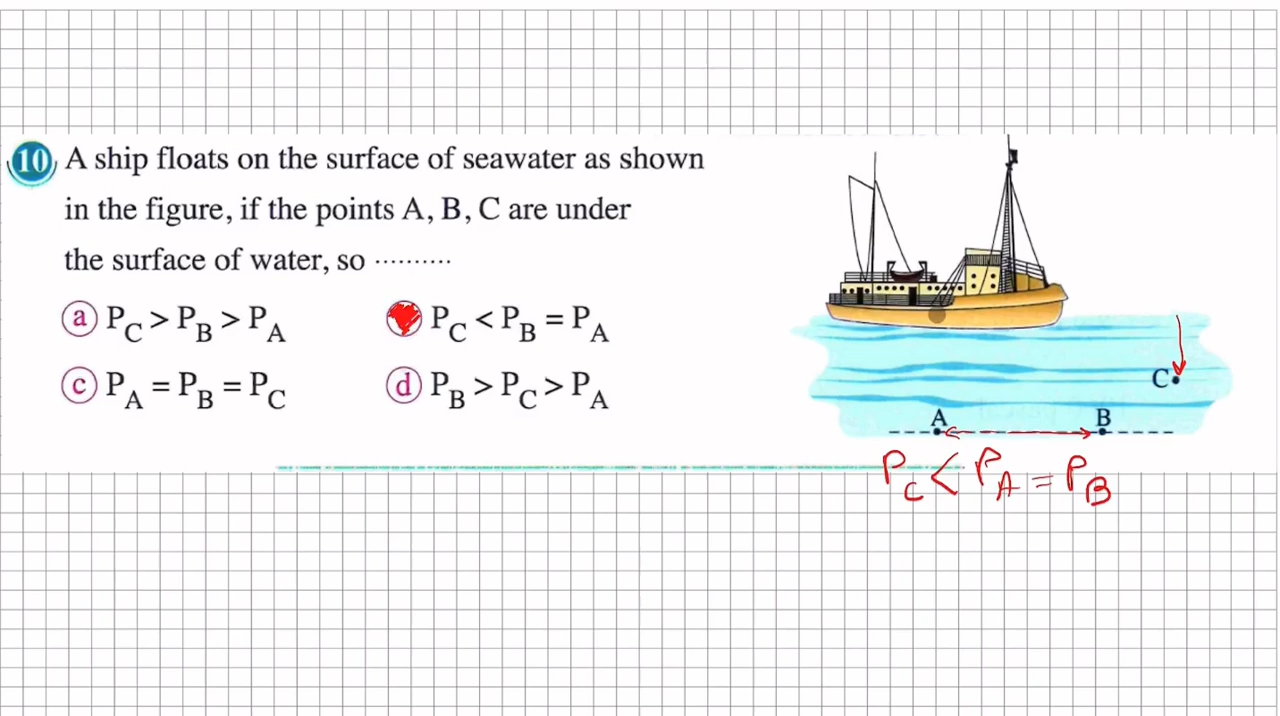 10 A ship floats on the surface of seawater as shown
in the figure, if the points A, B, C are under
the surface of water, so ..........
a P_C > P_B > P_A
P_C < P_B = P_A
c P_A = P_B = P_C
d P_B > P_C > P_A
C
A B
P_C < P_A = P_B